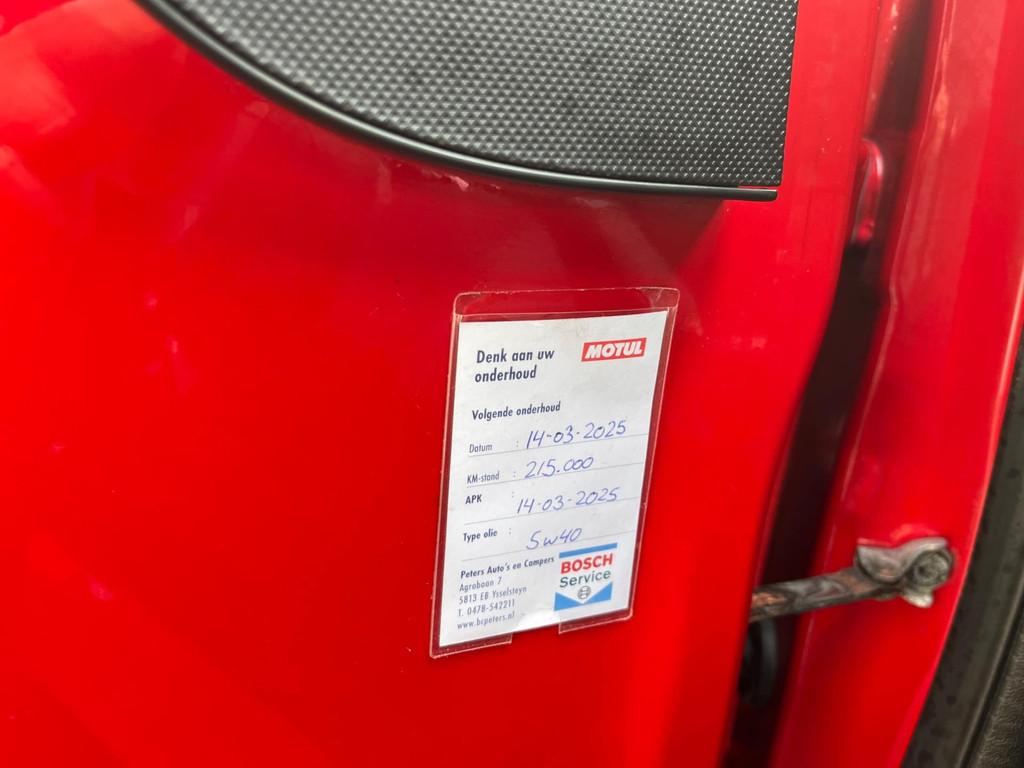 Denk aan uw
onderhoud
MOTUL
Volgende onderhoud
Datum : 14-03-2025
KM-stand : 215.000
APK : 14-03-2025
Type olie : 5w40
Peters Auto's en Campers
Agrobaan 7
5813 EB Ysselsteyn
T. 0478-542211
www.bcpeters.nl
BOSCH
Service